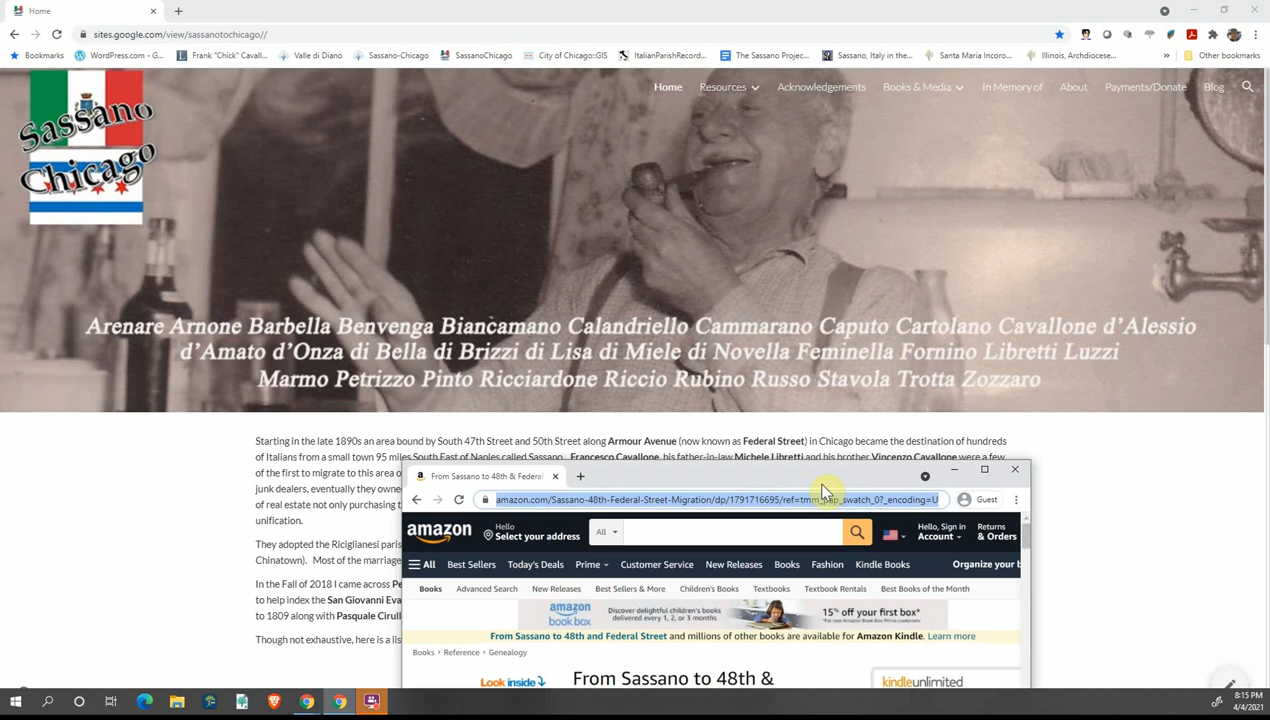 Home
sites.google.com/view/sassanotochicago//
Bookmarks WordPress.com - G... Frank "Chick" Cavall... Valle di Diano Sassano-Chicago SassanoChicago City of Chicago:GIS ItalianParishRecord... The Sassano Projec... Sassano, Italy in the... Santa Maria Incoro... Illinois, Archdiocese... » Other bookmarks
Sassano
Chicago
Home Resources Acknowledgements Books & Media In Memory of About Payments/Donate Blog
Arenare Arnone Barbella Benvenga Biancamano Calandriello Cammarano Caputo Cartolano Cavallone d'Alessio
d'Amato d'Onza di Bella di Brizzi di Lisa di Miele di Novella Feminella Fornino Libretti Luzzi
Marmo Petrizzo Pinto Ricciardone Riccio Rubino Russo Stavola Trotta Zozzaro
Starting in the late 1890s an area bound by South 47th Street and 50th Street along Armour Avenue (now known as Federal Street) in Chicago became the destination of hundreds
of Italians from a small town 95 miles South East of Naples called Sassano. Francesco Cavallone, his father-in-law Michele Libretti and his brother Vincenzo Cavallone were a few
of the first to migrate to this area o
junk dealers, eventually they
of real estate not only purchasing t
unification.
They adopted the Riciglianesi paris
Chinatown). Most of the marriage
In the Fall of 2018 I came across Pe
to help index the San Giovanni Eva
to 1809 along with Pasquale Cirull
Though not exhaustive, here is a lis
From Sassano to 48th & Federal
amazon.com/Sassano-48th-Federal-Street-Migration/dp/1791716695/ref=tmm_pap_swatch_0?_encoding=U
Guest
amazon
Hello
Select your address
All
Hello, Sign in
Account
Returns
& Orders
All Best Sellers Today's Deals Prime Customer Service New Releases Books Fashion Kindle Books Organize your b
Books Advanced Search New Releases Best Sellers & More Children's Books Textbooks Textbook Rentals Best Books of the Month
amazon
book box
Discover delightful children's books
delivered every 1, 2, or 3 months
15% off your first box*
From Sassano to 48th and Federal Street and millions of other books are available for Amazon Kindle. Learn more
Books › Reference › Genealogy
Look inside
From Sassano to 48th &
kindleunlimited
8:15 PM
4/4/2021